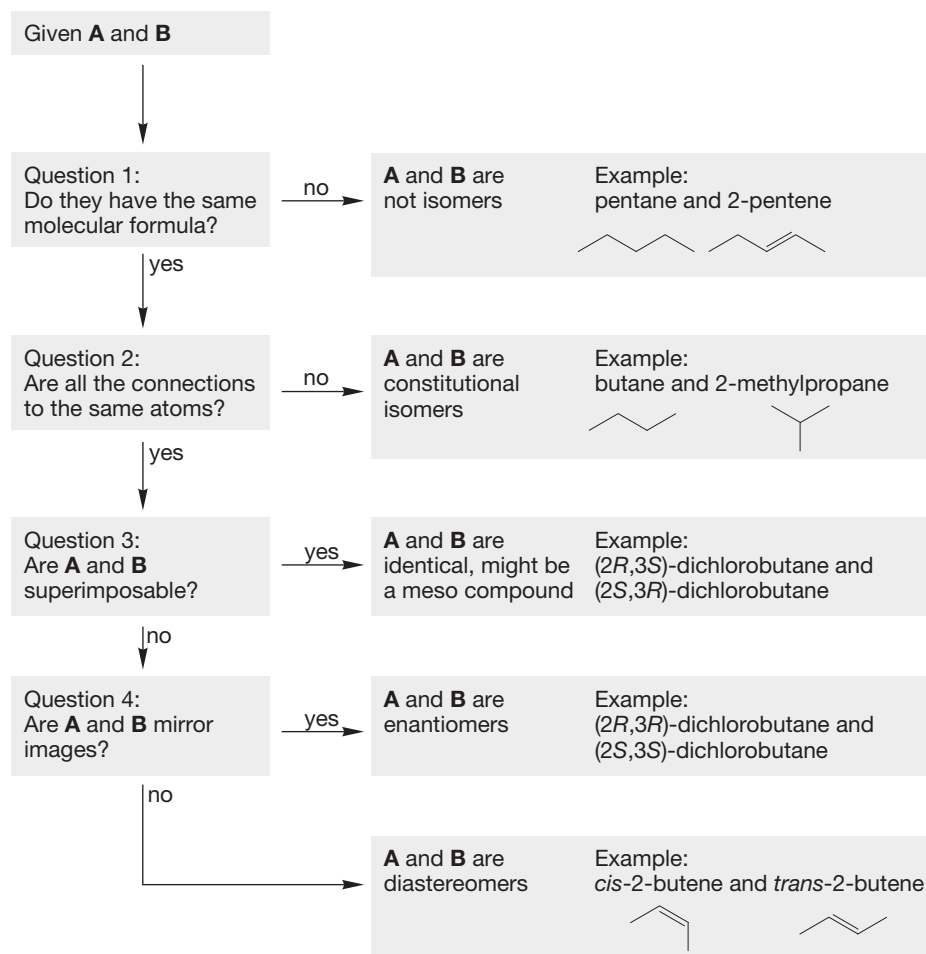 Given A and B
Question 1:
Do they have the same
molecular formula?
no
A and B are
not isomers
Example:
pentane and 2-pentene
yes
Question 2:
Are all the connections
to the same atoms?
no
A and B are
constitutional
isomers
Example:
butane and 2-methylpropane
yes
Question 3:
Are A and B
superimposable?
yes
A and B are
identical, might be
a meso compound
Example:
(2R,3S)-dichlorobutane and
(2S,3R)-dichlorobutane
no
Question 4:
Are A and B mirror
images?
yes
A and B are
enantiomers
Example:
(2R,3R)-dichlorobutane and
(2S,3S)-dichlorobutane
no
A and B are
diastereomers
Example:
cis-2-butene and trans-2-butene